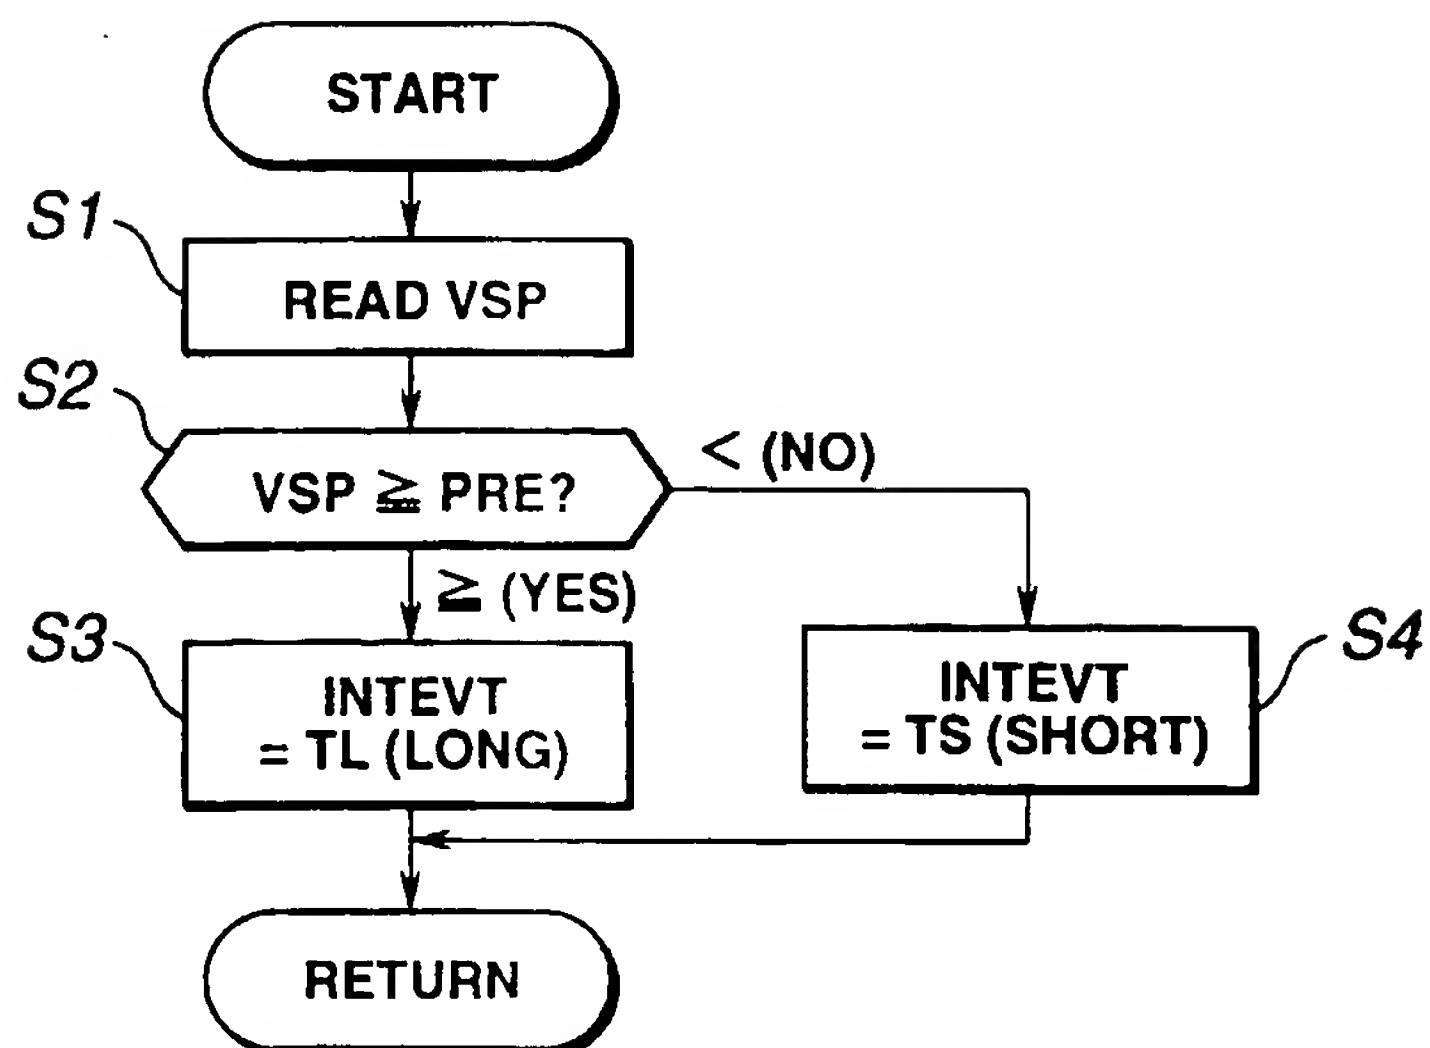 START
S1
READ VSP
S2
VSP ≧ PRE?
< (NO)
≧ (YES)
S3
INTEVT
= TL (LONG)
INTEVT
= TS (SHORT)
S4
RETURN